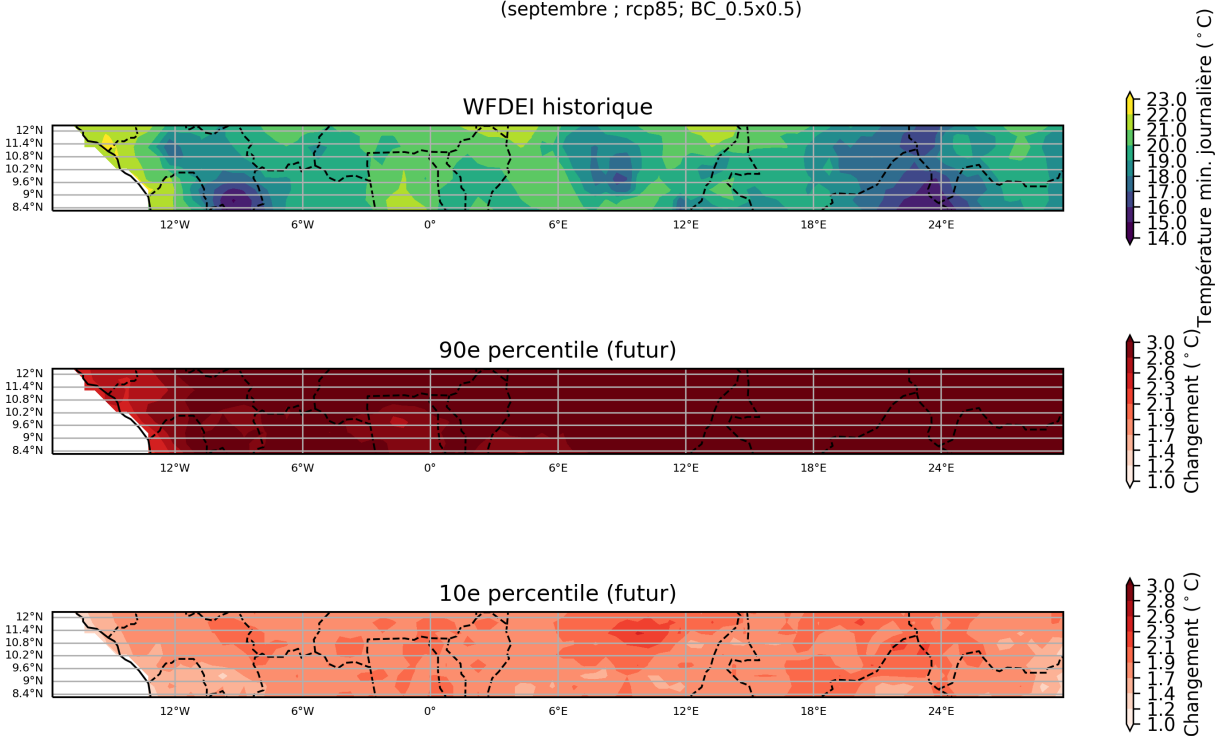 (septembre ; rcp85; BC_0.5x0.5)
WFDEI historique
12°N
11.4°N
10.8°N
10.2°N
9.6°N
9°N
8.4°N
12°W
6°W
0°
6°E
12°E
18°E
24°E
23.0
22.0
21.0
20.0
19.0
18.0
17.0
16.0
15.0
14.0
Température min. journalière (°C)
90e percentile (futur)
12°N
11.4°N
10.8°N
10.2°N
9.6°N
9°N
8.4°N
12°W
6°W
0°
6°E
12°E
18°E
24°E
3.0
2.8
2.6
2.3
2.1
1.9
1.7
1.4
1.2
1.0
Changement (°C)
10e percentile (futur)
12°N
11.4°N
10.8°N
10.2°N
9.6°N
9°N
8.4°N
12°W
6°W
0°
6°E
12°E
18°E
24°E
3.0
2.8
2.6
2.3
2.1
1.9
1.7
1.4
1.2
1.0
Changement (°C)